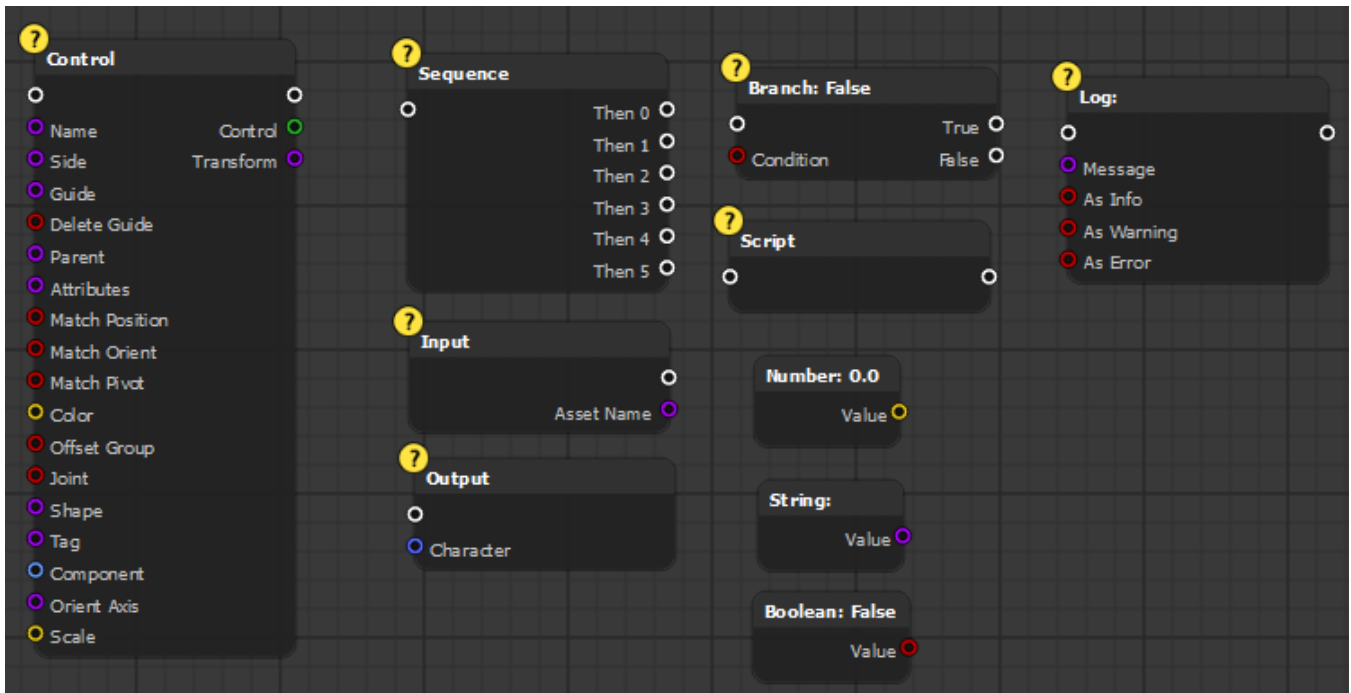 ?
Control
Name
Control
Side
Transform
Guide
Delete Guide
Parent
Attributes
Match Position
Match Orient
Match Pivot
Color
Offset Group
Joint
Shape
Tag
Component
Orient Axis
Scale
?
Sequence
Then 0
Then 1
Then 2
Then 3
Then 4
Then 5
?
Input
Asset Name
?
Output
Character
?
Branch: False
True
Condition
False
?
Script
Number: 0.0
Value
String:
Value
Boolean: False
Value
?
Log:
Message
As Info
As Warning
As Error